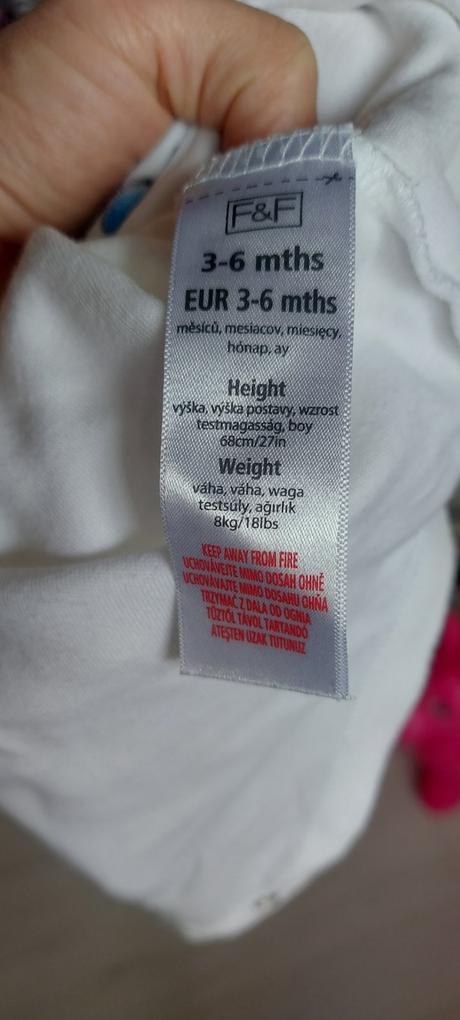 F&F
3-6 mths
EUR 3-6 mths
měsíců, mesiacov, miesięcy,
hónap, ay
Height
výška, výška postavy, wzrost
testmagasság, boy
68cm/27in
Weight
váha, váha, waga
testsúly, ağırlık
8kg/18lbs
KEEP AWAY FROM FIRE
UCHOVÁVEJTE MIMO DOSAH OHNĚ
UCHOVÁVAJTE MIMO DOSAHU OHŇA
TRZYMAĆ Z DALA OD OGNIA
TŰZTŐL TÁVOL TARTANDÓ
ATEŞTEN UZAK TUTUNUZ